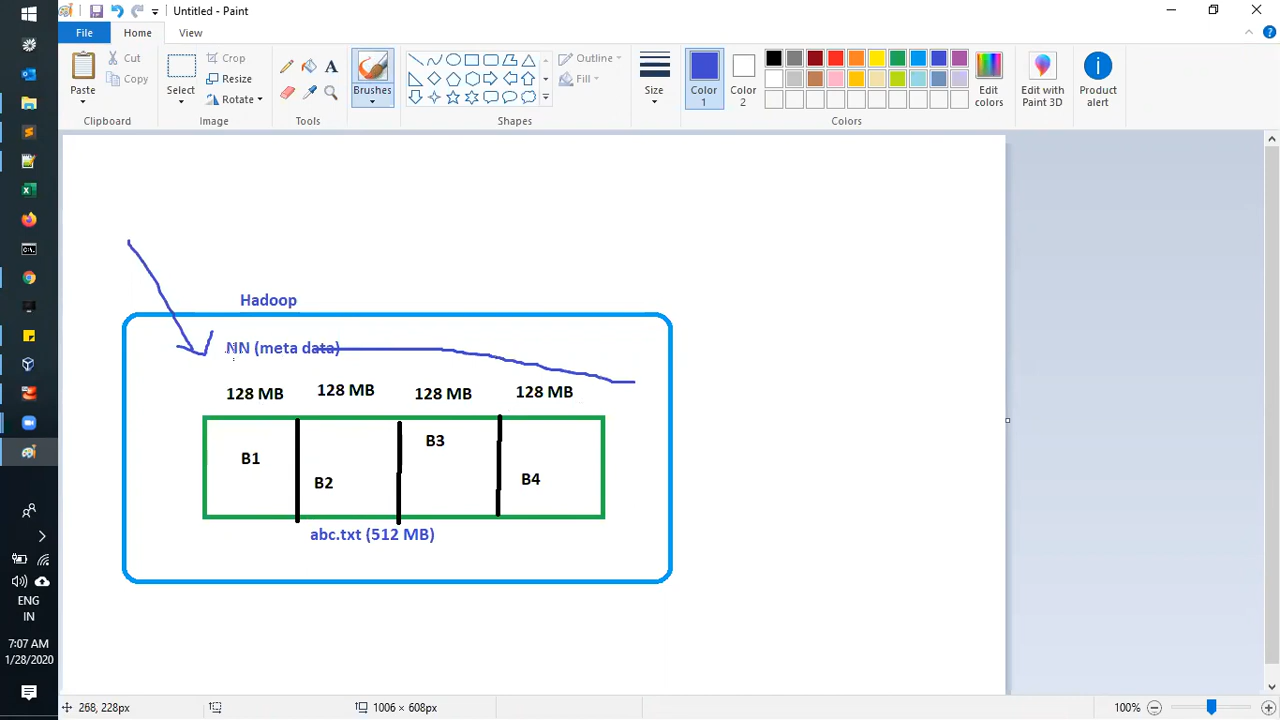 Untitled - Paint
File Home View
Cut
Copy
Paste
Clipboard
Crop
Resize
Rotate
Select
Image
A
Tools
Brushes
Outline
Fill
Shapes
Size
Color 1
Color 2
Edit colors
Colors
Edit with Paint 3D
Product alert
Hadoop
NN (meta data)
128 MB 128 MB 128 MB 128 MB
B1 B2 B3 B4
abc.txt (512 MB)
ENG
IN
7:07 AM
1/28/2020
268, 228px
1006 × 608px
100%